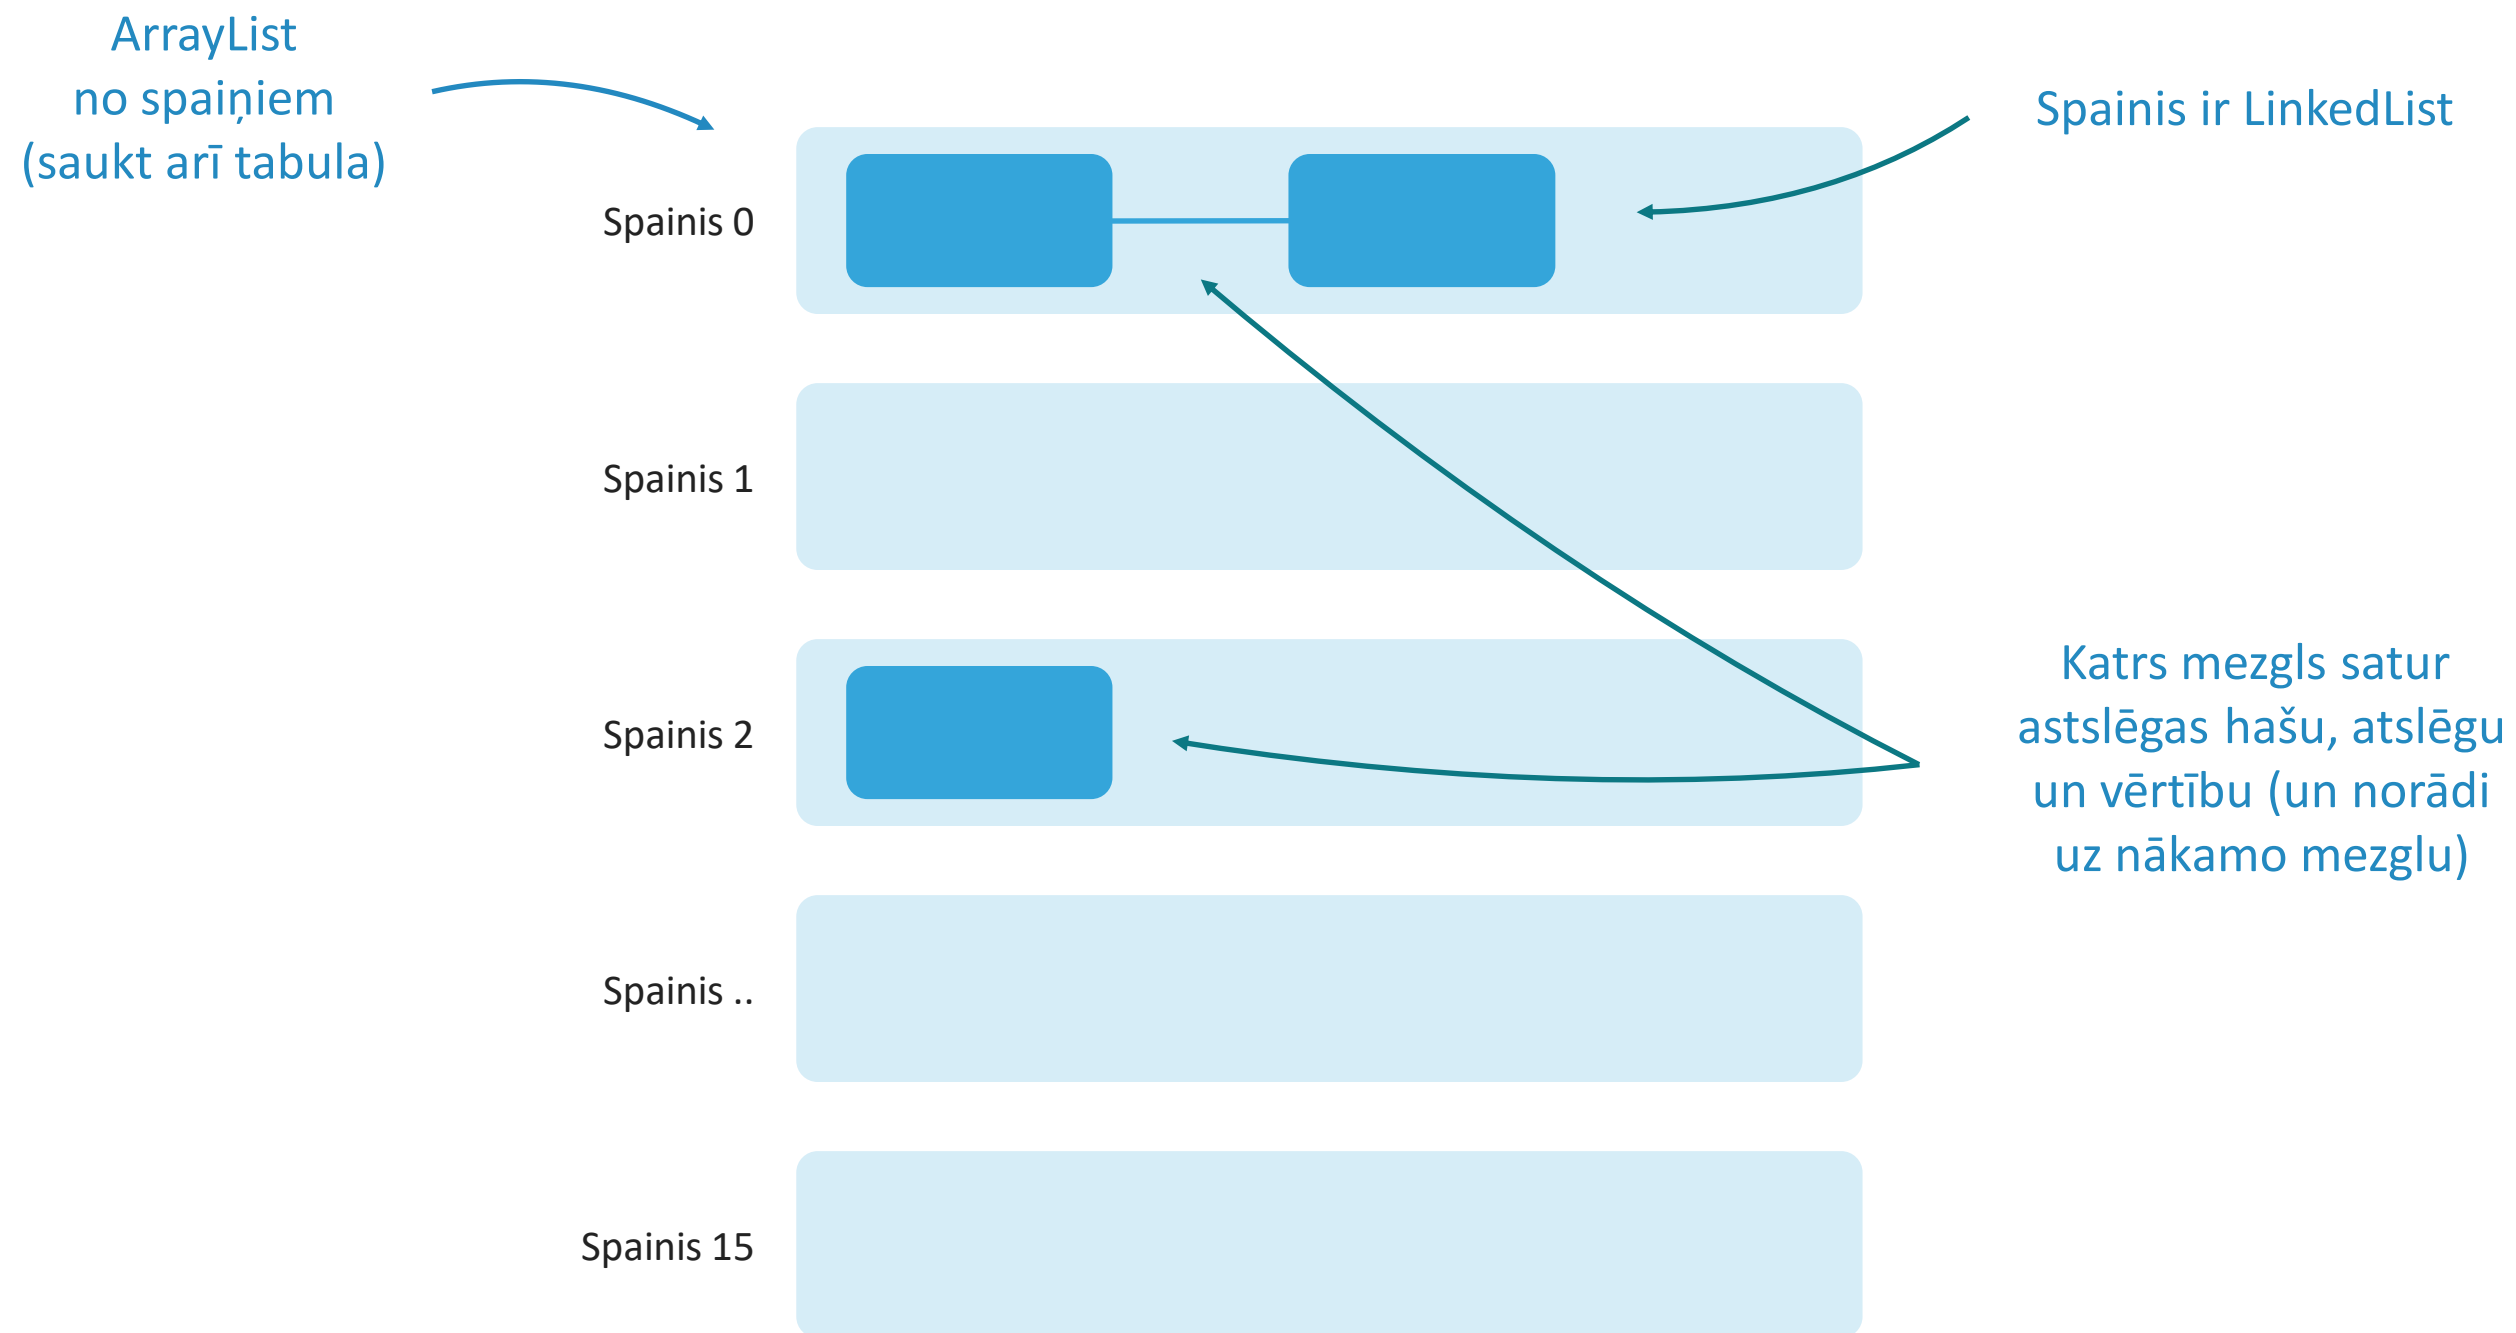 ArrayList
no spaiņiem
(saukt arī tabula)
Spainis ir LinkedList
Spainis 0
Spainis 1
Spainis 2
Katrs mezgls satur
astslēgas hašu, atslēgu
un vērtību (un norādi
uz nākamo mezglu)
Spainis ..
Spainis 15